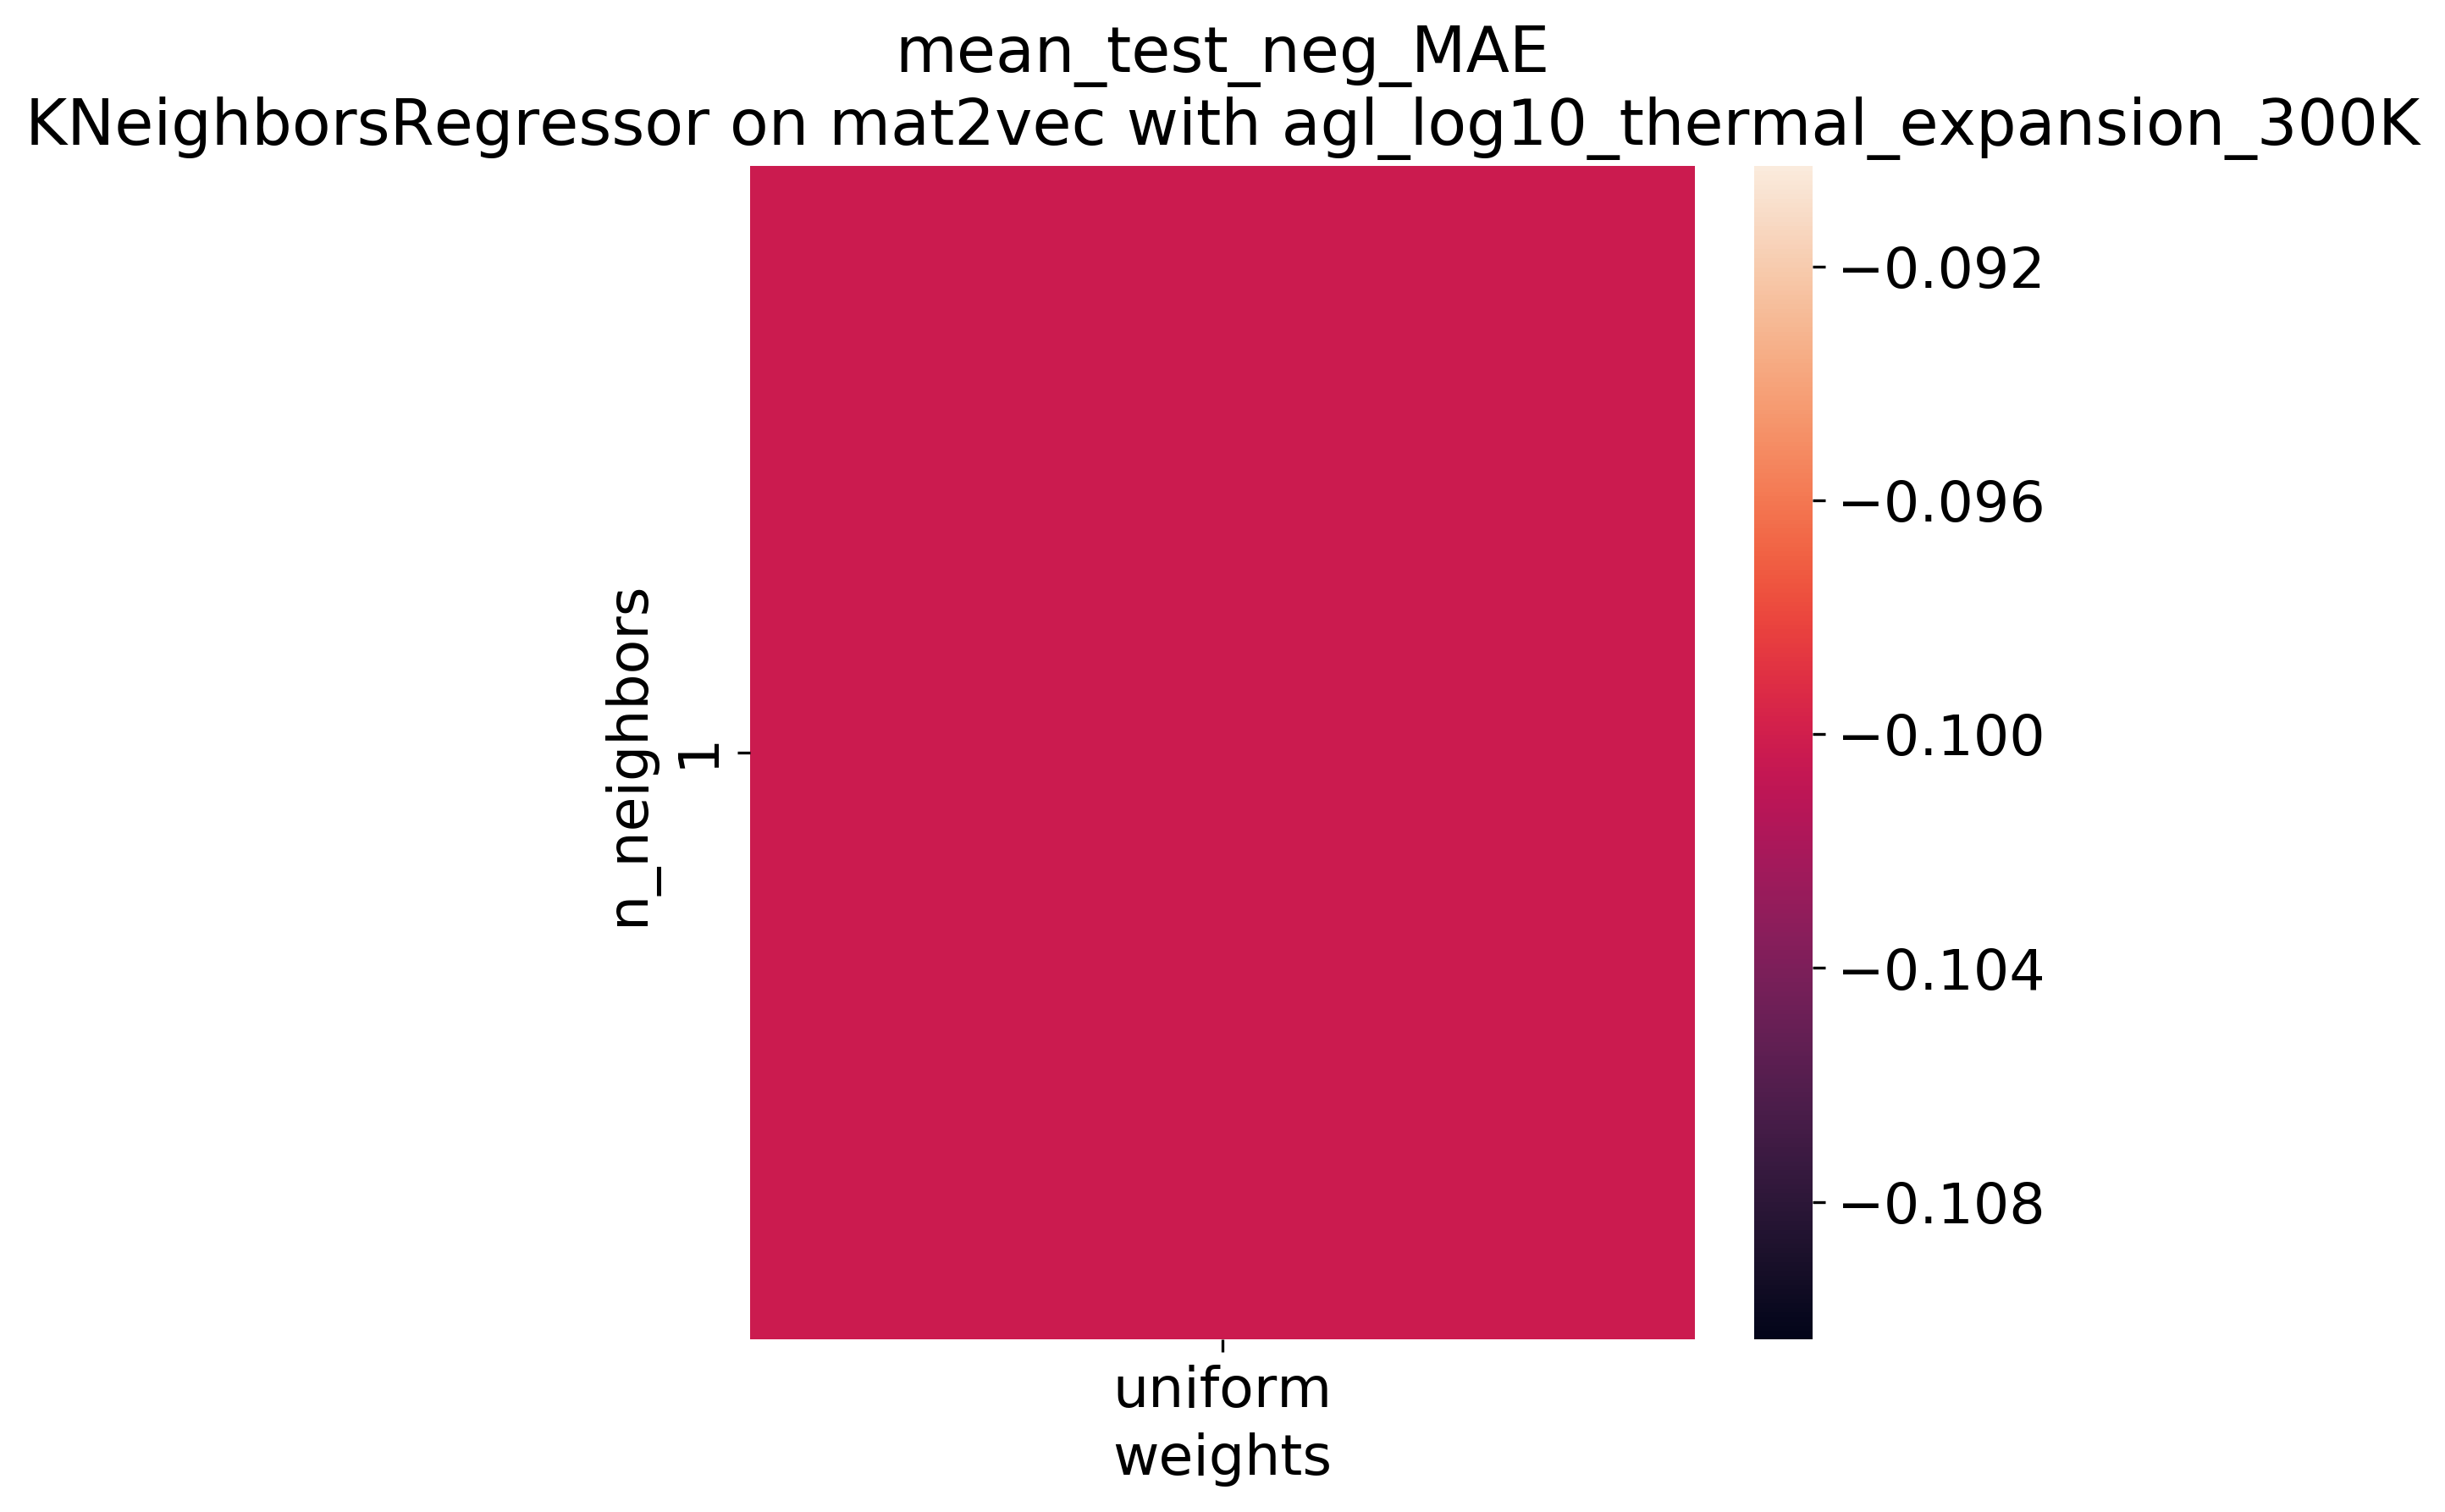 mean_test_neg_MAE
KNeighborsRegressor on mat2vec with agl_log10_thermal_expansion_300K
n_neighbors
1
uniform
weights
−0.092
−0.096
−0.100
−0.104
−0.108